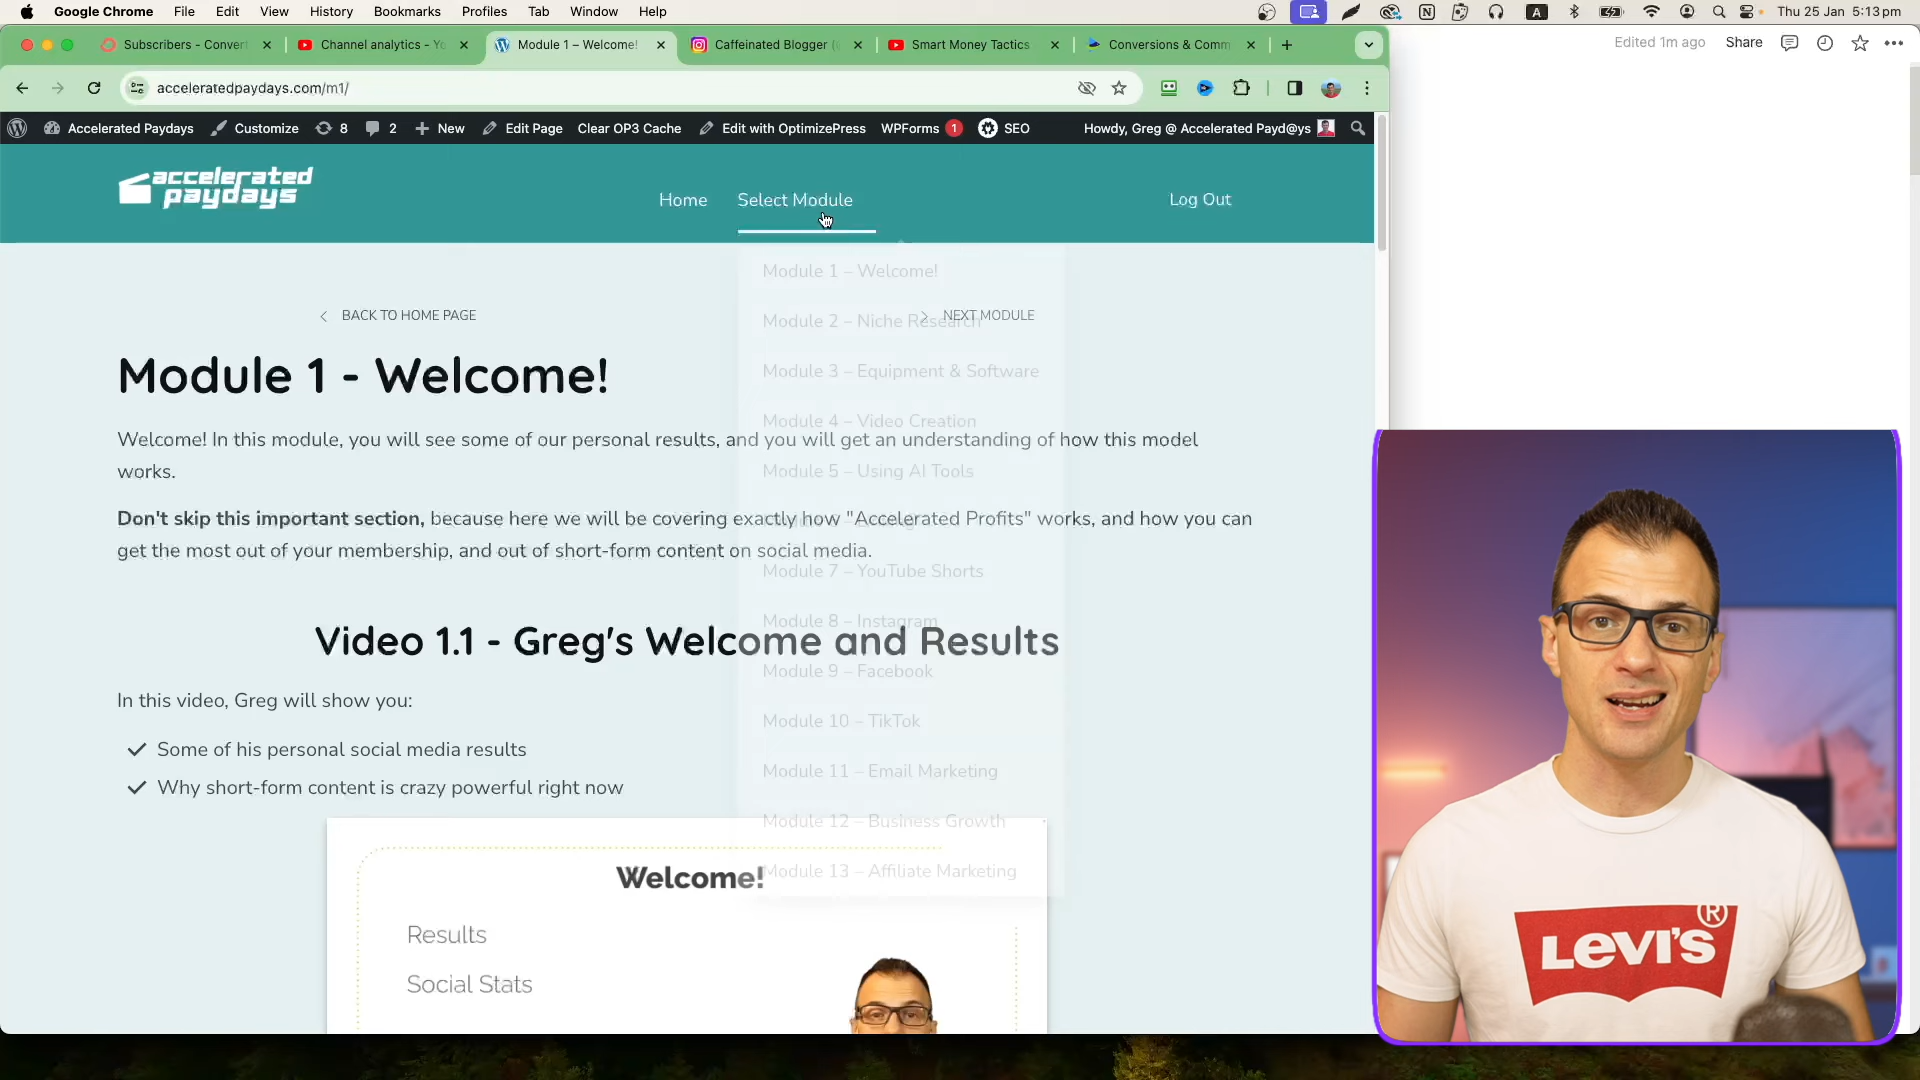 Google Chrome File Edit View History Bookmarks Profiles Tab Window Help A Thu 25 Jan 5:13 pm
Subscribers - Convert Channel analytics - Yo Module 1 – Welcome! Caffeinated Blogger Smart Money Tactics Conversions & Comm
Edited 1m ago Share
acceleratedpaydays.com/m1/
Accelerated Paydays Customize 8 2 New Edit Page Clear OP3 Cache Edit with OptimizePress WPForms 1 SEO Howdy, Greg @ Accelerated Payd@ys
accelerated
paydays
Home Select Module Log Out
Module 1 – Welcome!
Module 2 – Niche Research
Module 3 – Equipment & Software
Module 4 – Video Creation
Module 5 – Using AI Tools
Module 7 – YouTube Shorts
Module 8 – Instagram
Module 9 – Facebook
Module 10 – TikTok
Module 11 – Email Marketing
Module 12 – Business Growth
Module 13 – Affiliate Marketing
BACK TO HOME PAGE NEXT MODULE
Module 1 - Welcome!
Welcome! In this module, you will see some of our personal results, and you will get an understanding of how this model
works.
Don't skip this important section, because here we will be covering exactly how "Accelerated Profits" works, and how you can
get the most out of your membership, and out of short-form content on social media.
Video 1.1 - Greg's Welcome and Results
In this video, Greg will show you:
Some of his personal social media results
Why short-form content is crazy powerful right now
Welcome!
Results
Social Stats
LEVI'S ®